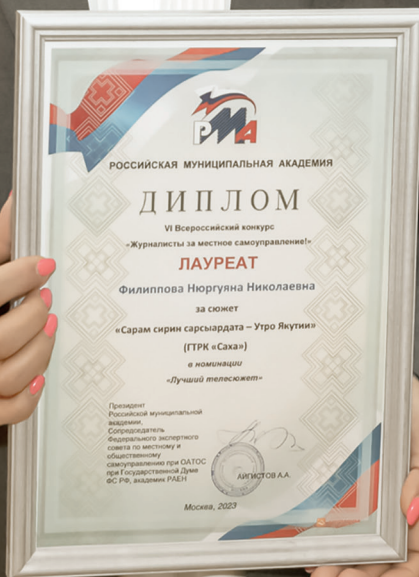 РМА
РОССИЙСКАЯ МУНИЦИПАЛЬНАЯ АКАДЕМИЯ
ДИПЛОМ
VI Всероссийский конкурс
«Журналисты за местное самоуправление!»
ЛАУРЕАТ
Филиппова Нюргуяна Николаевна
за сюжет
«Сарам сирин сарсыардата – Утро Якутии»
(ГТРК «Саха»)
в номинации
«Лучший телесюжет»
Президент
Российской муниципальной
академии,
Сопредседатель
Федерального экспертного
совета по местному и
общественному
самоуправлению при ОАТОС
при Государственной Думе
ФС РФ, академик РАЕН
АЙГИСТОВ А.А.
Москва, 2023